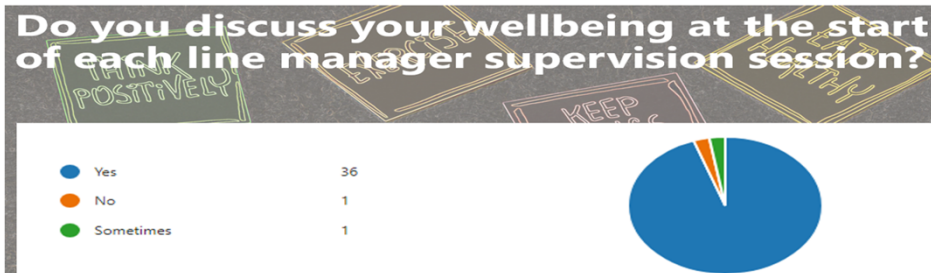 Do you discuss your wellbeing at the start
of each line manager supervision session?
THINK
POSITIVELY
EXERCISE
EAT
HEALTHY
KEEP
Yes 36
No 1
Sometimes 1